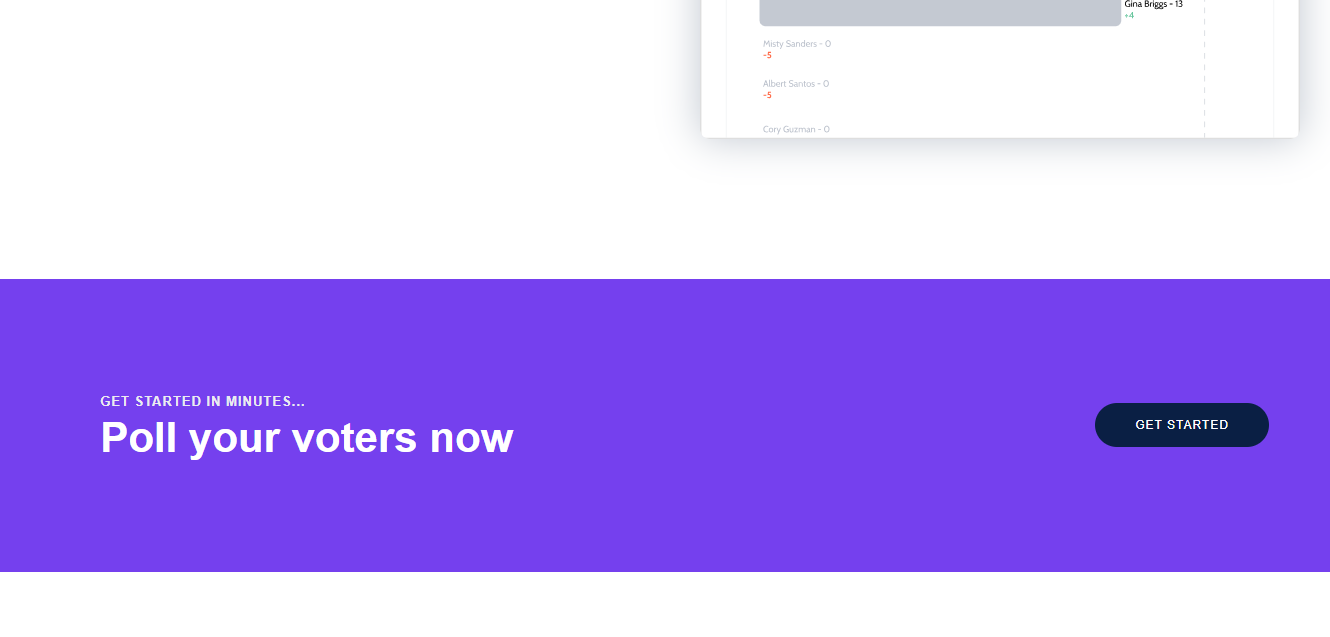 Gina Briggs - 13
+4
Misty Sanders - 0
-5
Albert Santos - 0
-5
Cory Guzman - 0
GET STARTED IN MINUTES...
Poll your voters now
GET STARTED